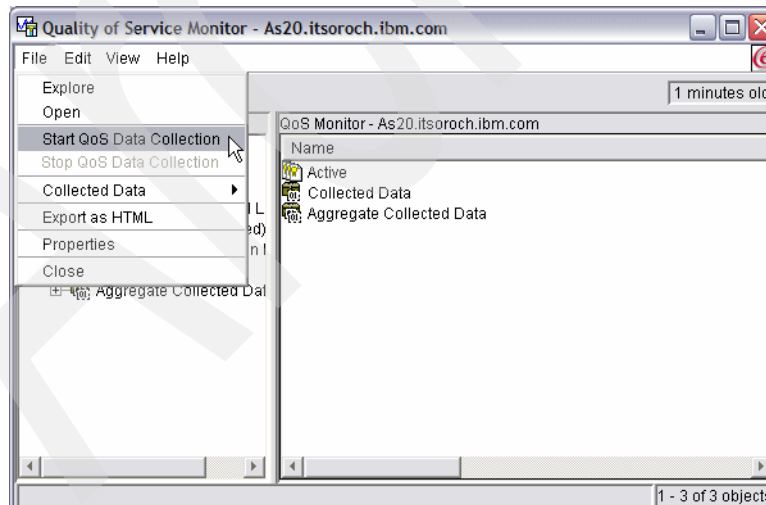 Quality of Service Monitor - As20.itsoroch.ibm.com
File Edit View Help
1 minutes old
Explore
Open
Start QoS Data Collection
Stop QoS Data Collection
Collected Data
Export as HTML
Properties
Close
QoS Monitor - As20.itsoroch.ibm.com
Name
Active
Collected Data
Aggregate Collected Data
Aggregate Collected Dat
1 - 3 of 3 objects